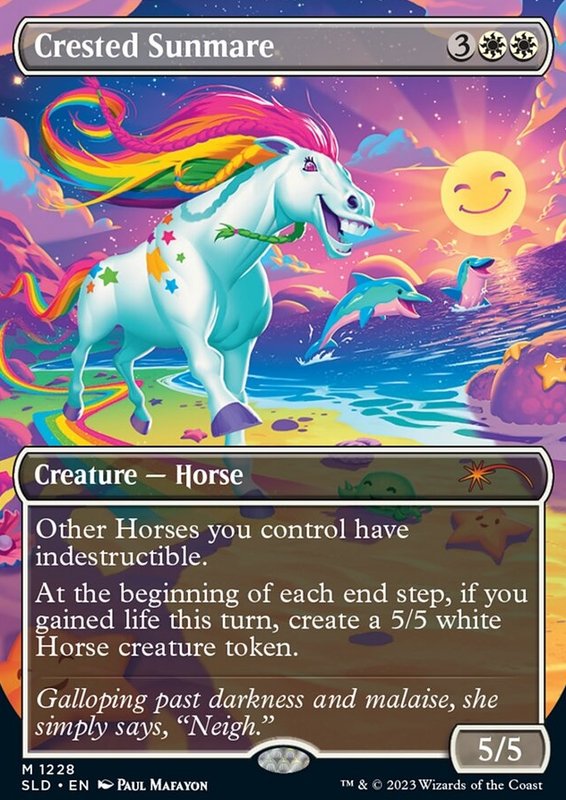 Crested Sunmare 3
Creature — Horse
Other Horses you control have
indestructible.
At the beginning of each end step, if you
gained life this turn, create a 5/5 white
Horse creature token.
Galloping past darkness and malaise, she
simply says, “Neigh.”
5/5
M 1228
SLD • EN Paul Mafayon
™ & © 2023 Wizards of the Coast